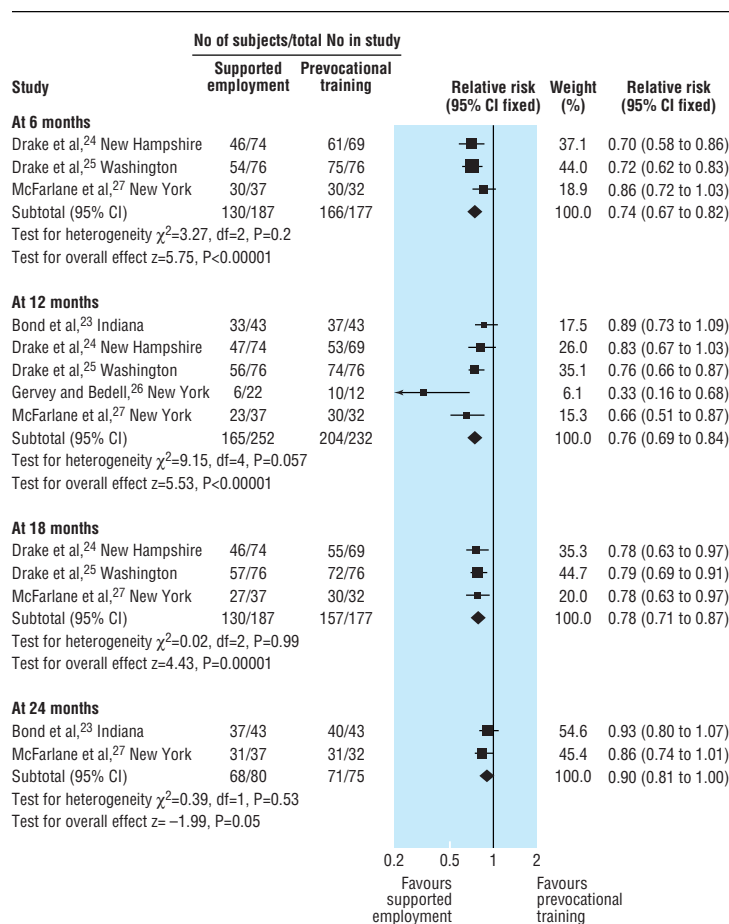 No of subjects/total No in study
Study Supported employment Prevocational training Relative risk (95% CI fixed) Weight (%) Relative risk (95% CI fixed)
At 6 months
Drake et al,24 New Hampshire 46/74 61/69 37.1 0.70 (0.58 to 0.86)
Drake et al,25 Washington 54/76 75/76 44.0 0.72 (0.62 to 0.83)
McFarlane et al,27 New York 30/37 30/32 18.9 0.86 (0.72 to 1.03)
Subtotal (95% CI) 130/187 166/177 100.0 0.74 (0.67 to 0.82)
Test for heterogeneity χ2=3.27, df=2, P=0.2
Test for overall effect z=5.75, P<0.00001
At 12 months
Bond et al,23 Indiana 33/43 37/43 17.5 0.89 (0.73 to 1.09)
Drake et al,24 New Hampshire 47/74 53/69 26.0 0.83 (0.67 to 1.03)
Drake et al,25 Washington 56/76 74/76 35.1 0.76 (0.66 to 0.87)
Gervey and Bedell,26 New York 6/22 10/12 6.1 0.33 (0.16 to 0.68)
McFarlane et al,27 New York 23/37 30/32 15.3 0.66 (0.51 to 0.87)
Subtotal (95% CI) 165/252 204/232 100.0 0.76 (0.69 to 0.84)
Test for heterogeneity χ2=9.15, df=4, P=0.057
Test for overall effect z=5.53, P<0.00001
At 18 months
Drake et al,24 New Hampshire 46/74 55/69 35.3 0.78 (0.63 to 0.97)
Drake et al,25 Washington 57/76 72/76 44.7 0.79 (0.69 to 0.91)
McFarlane et al,27 New York 27/37 30/32 20.0 0.78 (0.63 to 0.97)
Subtotal (95% CI) 130/187 157/177 100.0 0.78 (0.71 to 0.87)
Test for heterogeneity χ2=0.02, df=2, P=0.99
Test for overall effect z=4.43, P=0.00001
At 24 months
Bond et al,23 Indiana 37/43 40/43 54.6 0.93 (0.80 to 1.07)
McFarlane et al,27 New York 31/37 31/32 45.4 0.86 (0.74 to 1.01)
Subtotal (95% CI) 68/80 71/75 100.0 0.90 (0.81 to 1.00)
Test for heterogeneity χ2=0.39, df=1, P=0.53
Test for overall effect z= –1.99, P=0.05
0.2 0.5 1 2
Favours supported employment Favours prevocational training